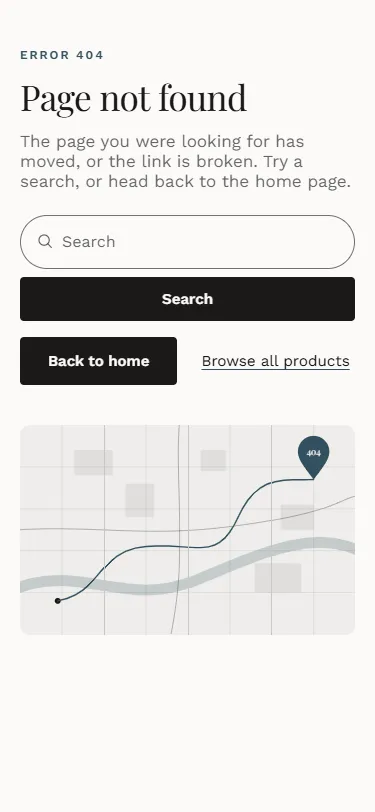 ERROR 404
Page not found
The page you were looking for has
moved, or the link is broken. Try a
search, or head back to the home page.
Search
Search
Back to home
Browse all products
404